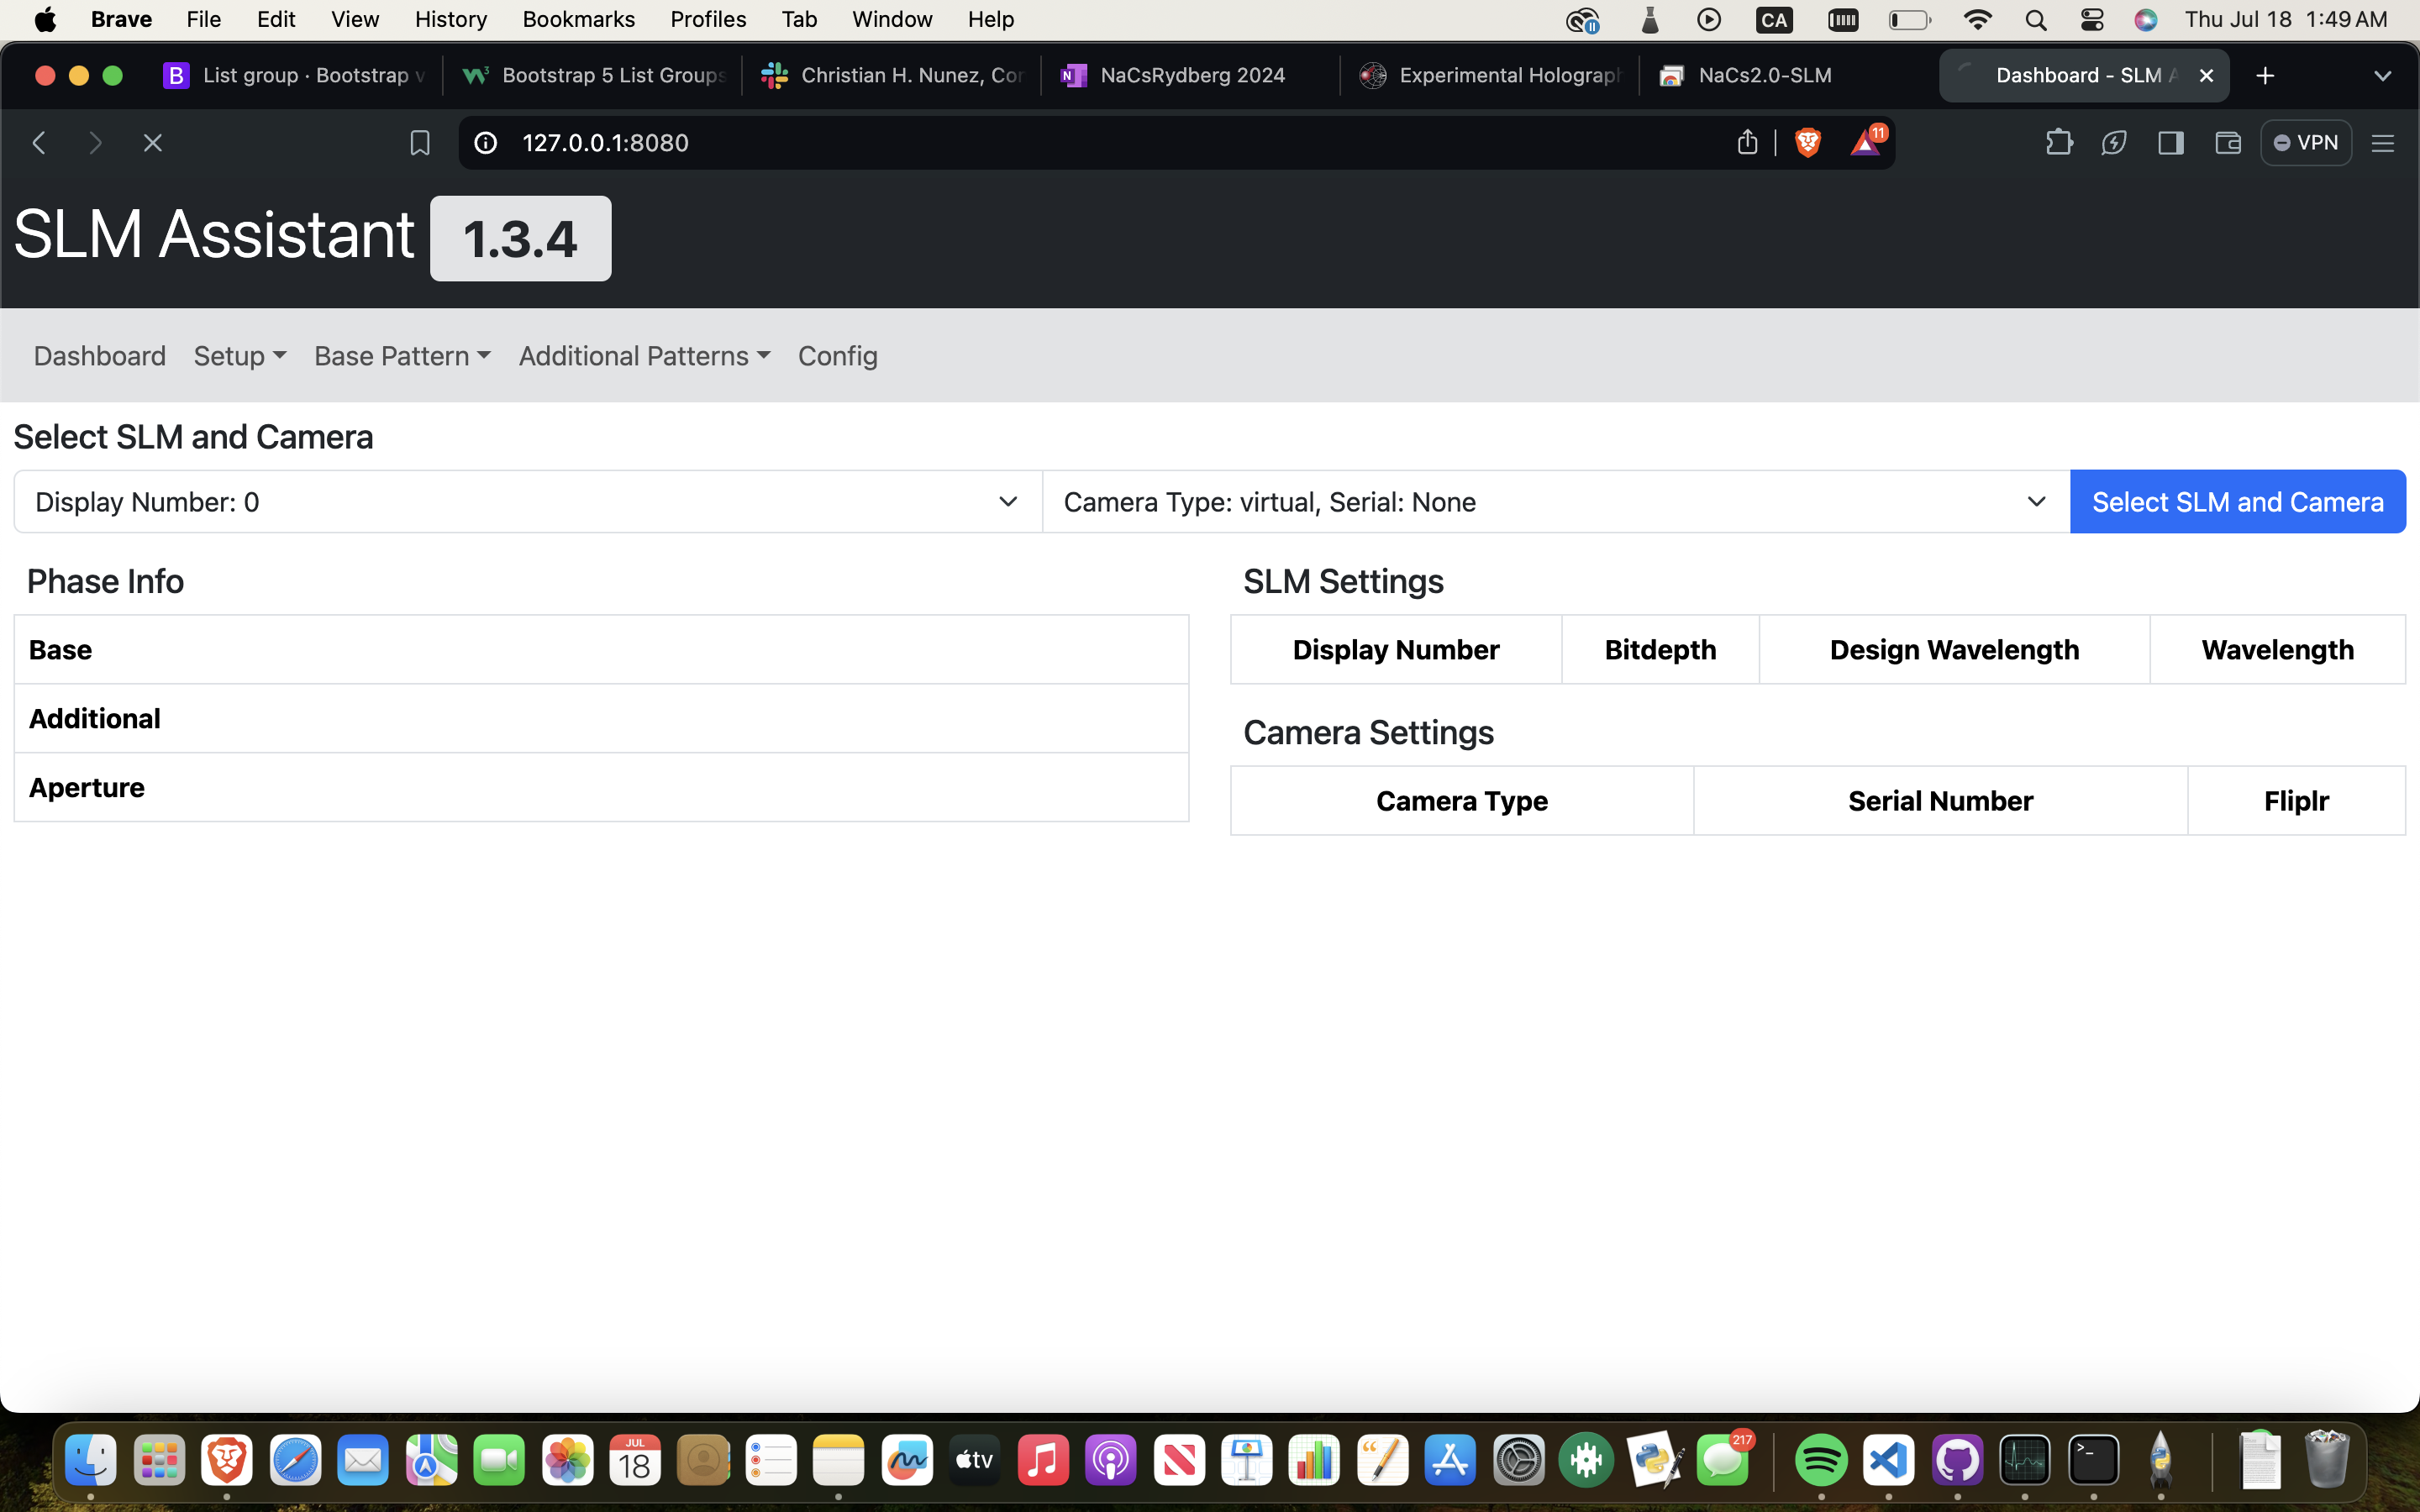 Brave File Edit View History Bookmarks Profiles Tab Window Help CA Thu Jul 18 1:49 AM
B List group · Bootstrap v Bootstrap 5 List Groups Christian H. Nunez, Cor N NaCsRydberg 2024 Experimental Holograph NaCs2.0-SLM Dashboard - SLM A
127.0.0.1:8080 11 VPN
SLM Assistant 1.3.4
Dashboard Setup Base Pattern Additional Patterns Config
Select SLM and Camera
Display Number: 0 Camera Type: virtual, Serial: None Select SLM and Camera
Phase Info
Base
Additional
Aperture
SLM Settings
Display Number Bitdepth Design Wavelength Wavelength
Camera Settings
Camera Type Serial Number Fliplr
JUL 18 tv 217